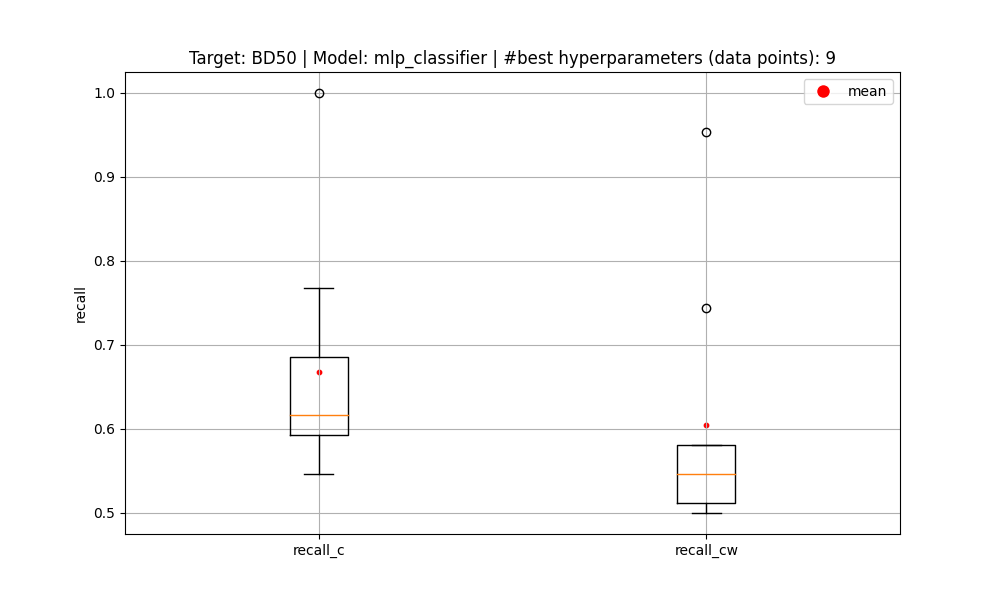 Target: BD50 | Model: mlp_classifier | #best hyperparameters (data points): 9
mean
1.0
0.9
0.8
0.7
0.6
0.5
recall
recall_c
recall_cw